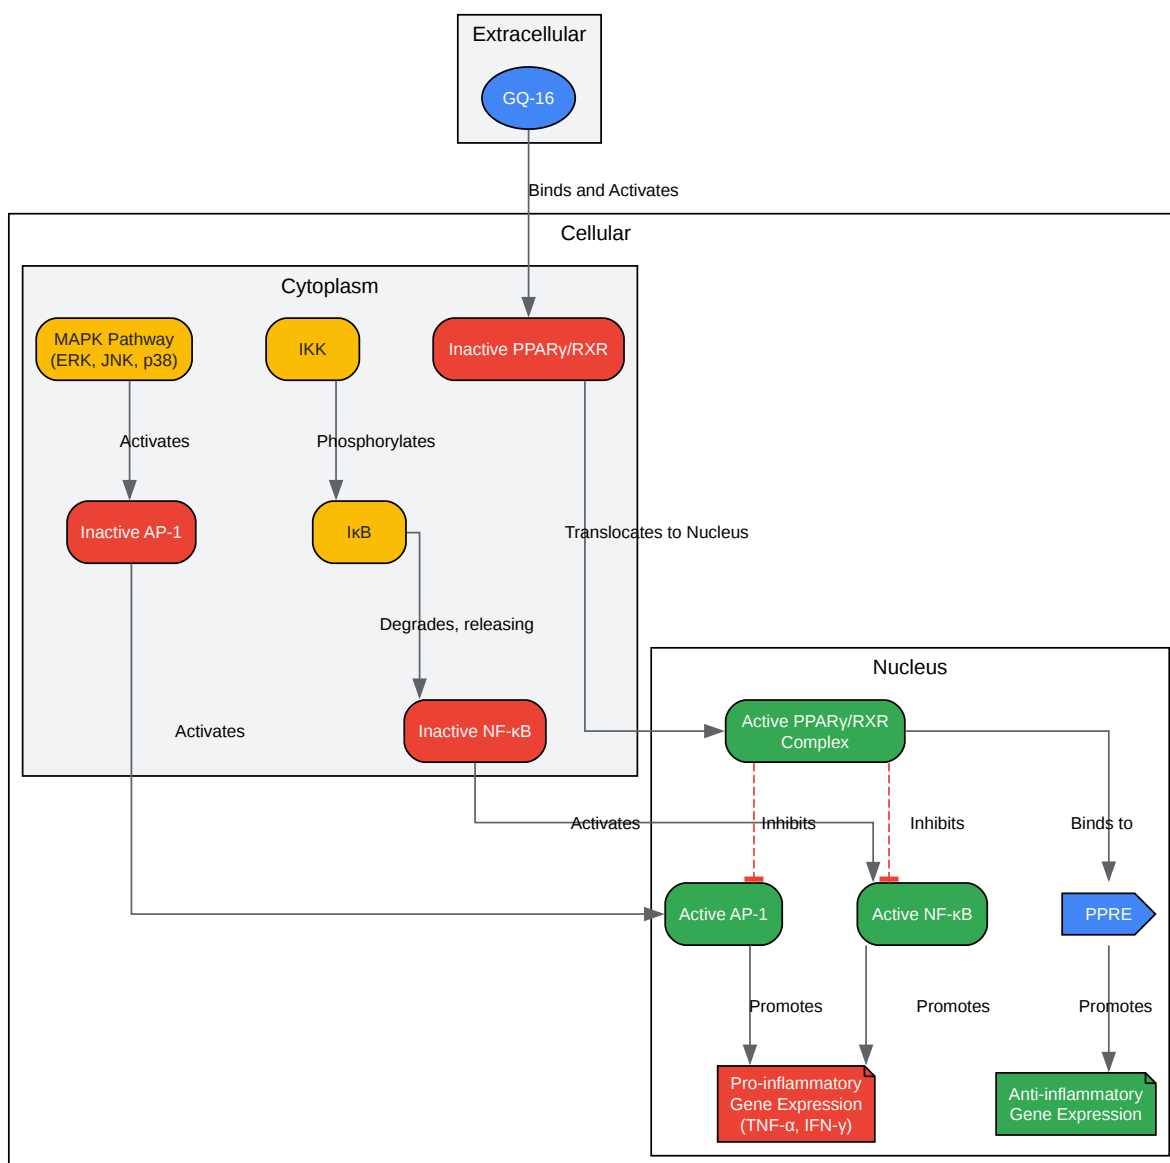 Extracellular
GQ-16
Binds and Activates
Cellular
Cytoplasm
MAPK Pathway
(ERK, JNK, p38)
IKK
Inactive PPARγ/RXR
Activates
Phosphorylates
Inactive AP-1
IκB
Translocates to Nucleus
Degrades, releasing
Nucleus
Activates
Inactive NF-κB
Active PPARγ/RXR
Complex
Activates
Inhibits
Inhibits
Binds to
Active AP-1
Active NF-κB
PPRE
Promotes
Promotes
Promotes
Pro-inflammatory
Gene Expression
(TNF-α, IFN-γ)
Anti-inflammatory
Gene Expression